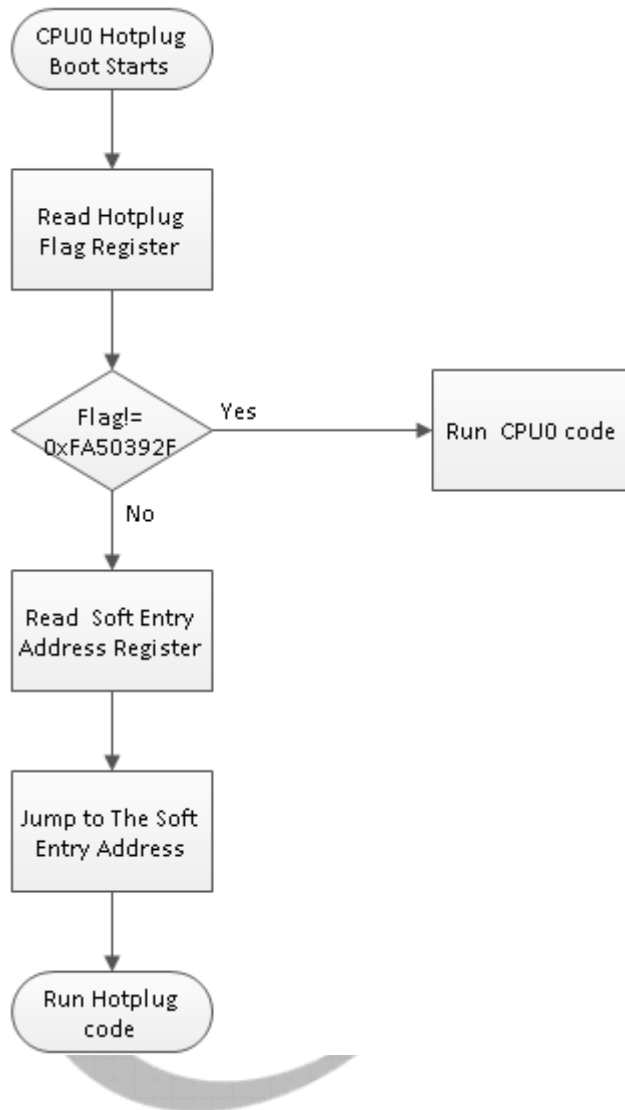 CPU0 Hotplug
Boot Starts
Read Hotplug
Flag Register
Flag!=
0xFA50392F
Yes
Run CPU0 code
No
Read Soft Entry
Address Register
Jump to The Soft
Entry Address
Run Hotplug
code